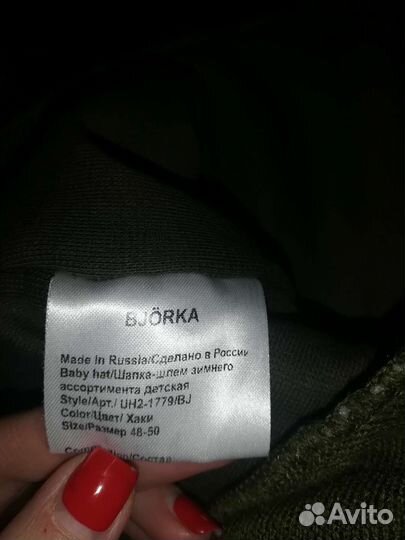 BJÖRKA
Made in Russia/Сделано в России
Baby hat/Шапка-шлем зимнего
ассортимента детская
Style/Арт./ UH2-1779/BJ
Color/Цвет/ Хаки
Size/Размер 48-50
Avito